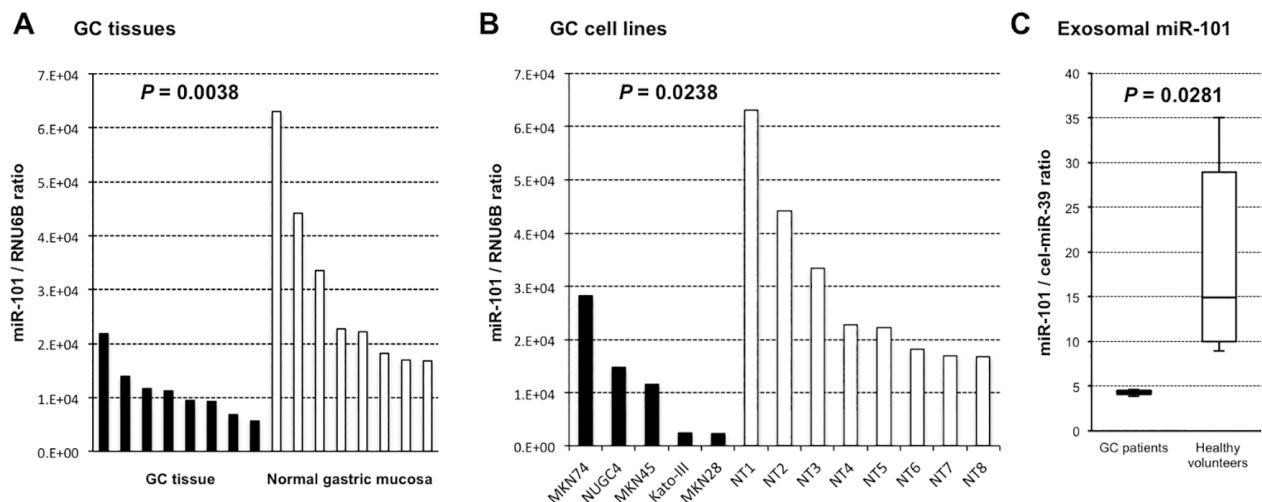 A GC tissues
miR-101 / RNU6B ratio
7.E+04
6.E+04
5.E+04
4.E+04
3.E+04
2.E+04
1.E+04
0.E+00
P = 0.0038
GC tissue Normal gastric mucosa
B GC cell lines
miR-101 / RNU6B ratio
7.E+04
6.E+04
5.E+04
4.E+04
3.E+04
2.E+04
1.E+04
0.E+00
P = 0.0238
MKN74 NUGC4 MKN45 Kato-III MKN28 NT1 NT2 NT3 NT4 NT5 NT6 NT7 NT8
C Exosomal miR-101
miR-101 / cel-miR-39 ratio
40
35
30
25
20
15
10
5
0
P = 0.0281
GC patients Healthy
volunteers